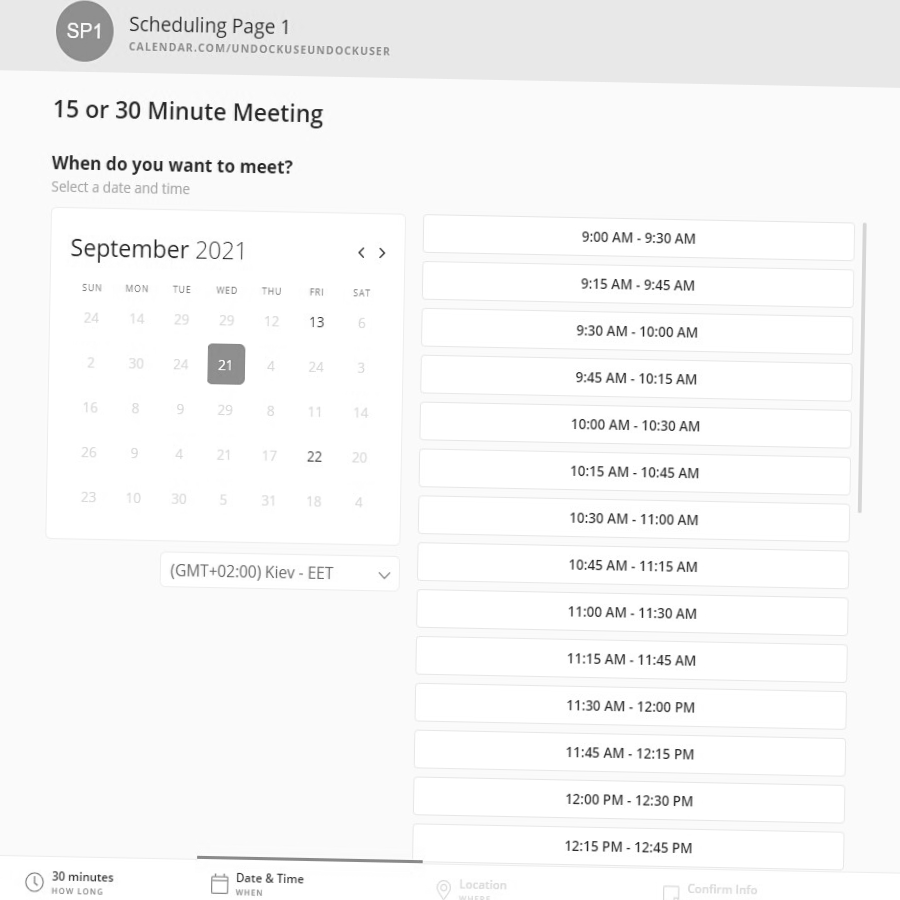 SP1
Scheduling Page 1
CALENDAR.COM/UNDOCKUSEUNDOCKUSER
15 or 30 Minute Meeting
When do you want to meet?
Select a date and time
September 2021
SUN MON TUE WED THU FRI SAT
24 14 29 29 12 13 6
2 30 24 21 4 24 3
16 8 9 29 8 11 14
26 9 4 21 17 22 20
23 10 30 5 31 18 4
(GMT+02:00) Kiev - EET
9:00 AM - 9:30 AM
9:15 AM - 9:45 AM
9:30 AM - 10:00 AM
9:45 AM - 10:15 AM
10:00 AM - 10:30 AM
10:15 AM - 10:45 AM
10:30 AM - 11:00 AM
10:45 AM - 11:15 AM
11:00 AM - 11:30 AM
11:15 AM - 11:45 AM
11:30 AM - 12:00 PM
11:45 AM - 12:15 PM
12:00 PM - 12:30 PM
12:15 PM - 12:45 PM
30 minutes
HOW LONG
Date & Time
WHEN
Location
WHERE
Confirm Info